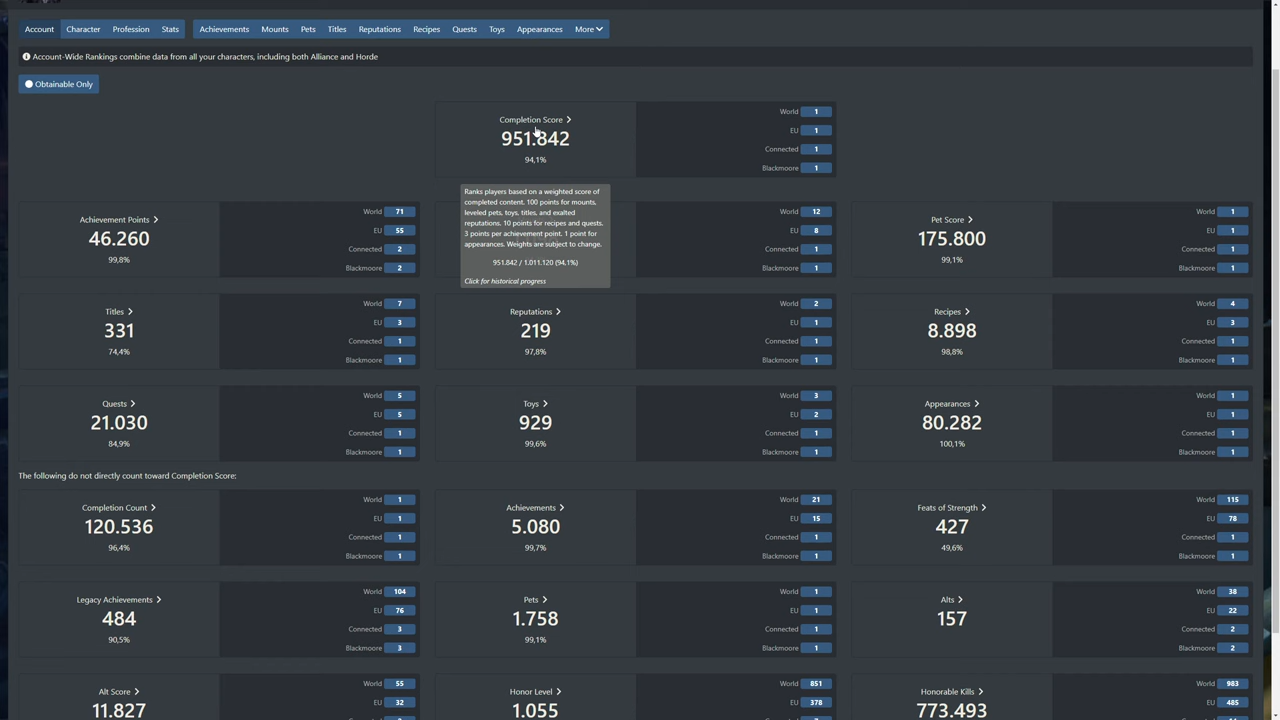 Account Character Profession Stats Achievements Mounts Pets Titles Reputations Recipes Quests Toys Appearances More
Account-Wide Rankings combine data from all your characters, including both Alliance and Horde
Obtainable Only
Completion Score
951.842
94,1%
World 1
EU 1
Connected 1
Blackmoore 1
Ranks players based on a weighted score of
completed content. 100 points for mounts,
leveled pets, toys, titles, and exalted
reputations. 10 points for recipes and quests.
3 points per achievement point. 1 point for
appearances. Weights are subject to change.
951.842 / 1.011.120 (94,1%)
Click for historical progress
Achievement Points
46.260
99,8%
World 71
EU 55
Connected 2
Blackmoore 2
World 12
EU 8
Connected 1
Blackmoore 1
Pet Score
175.800
99,1%
World 1
EU 1
Connected 1
Blackmoore 1
Titles
331
74,4%
World 7
EU 3
Connected 1
Blackmoore 1
Reputations
219
97,8%
World 2
EU 1
Connected 1
Blackmoore 1
Recipes
8.898
98,8%
World 4
EU 3
Connected 1
Blackmoore 1
Quests
21.030
84,9%
World 5
EU 5
Connected 1
Blackmoore 1
Toys
929
99,6%
World 3
EU 2
Connected 1
Blackmoore 1
Appearances
80.282
100,1%
World 1
EU 1
Connected 1
Blackmoore 1
The following do not directly count toward Completion Score:
Completion Count
120.536
96,4%
World 1
EU 1
Connected 1
Blackmoore 1
Achievements
5.080
99,7%
World 21
EU 15
Connected 1
Blackmoore 1
Feats of Strength
427
49,6%
World 115
EU 78
Connected 1
Blackmoore 1
Legacy Achievements
484
90,5%
World 104
EU 76
Connected 3
Blackmoore 3
Pets
1.758
99,1%
World 1
EU 1
Connected 1
Blackmoore 1
Alts
157
World 38
EU 22
Connected 2
Blackmoore 2
Alt Score
11.827
World 55
EU 32
Honor Level
1.055
World 851
EU 378
Honorable Kills
773.493
World 983
EU 485